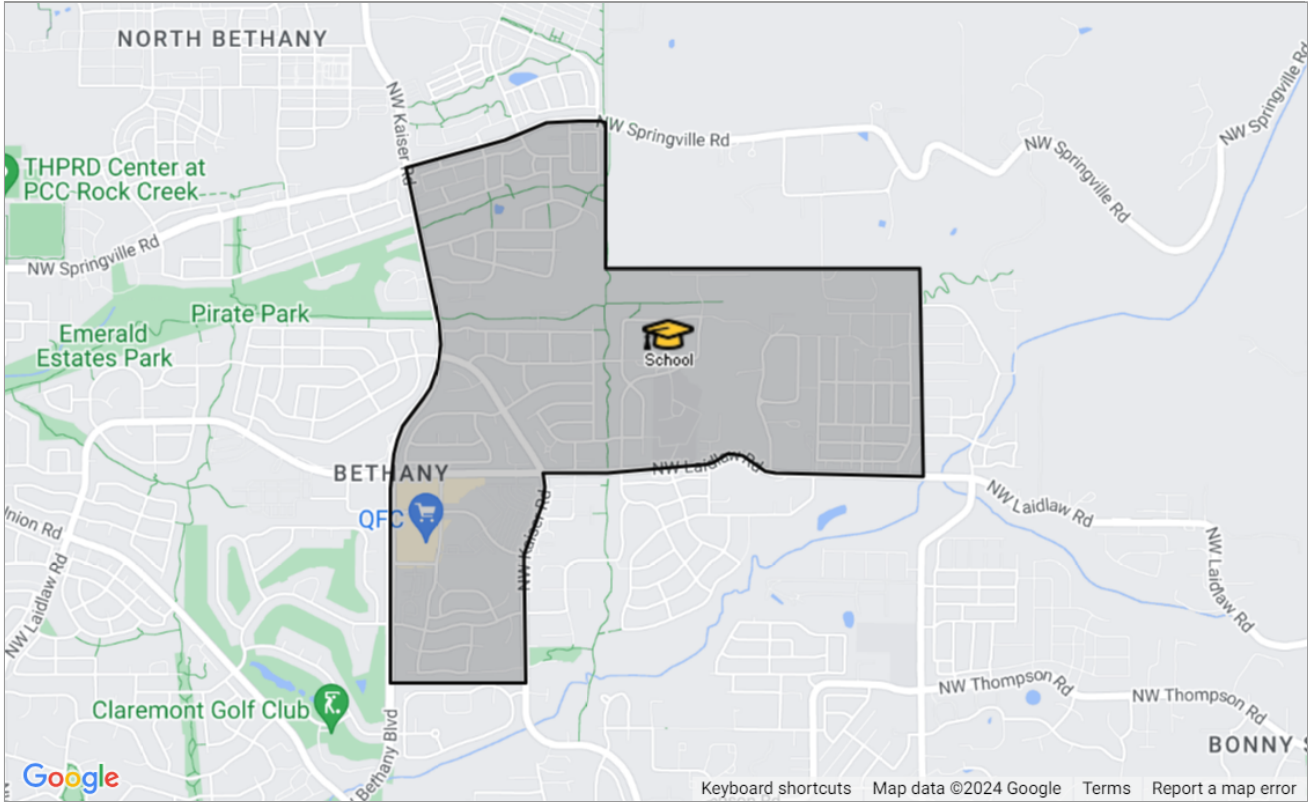 NORTH BETHANY
NW Kaiser Rd
NW Springville Rd
NW Springville Rd
NW Springville Rd
THPRD Center at
PCC Rock Creek
NW Springville Rd
Pirate Park
Emerald
Estates Park
School
BETHANY
NW Laidlaw Rd
QFC
NW Kaiser Rd
NW Laidlaw Rd
Union Rd
NW Laidlaw Rd
NW Laidlaw Rd
NW Thompson Rd
NW Thompson Rd
Claremont Golf Club
Bethany Blvd
BONNY S
Google
Keyboard shortcuts
Map data ©2024 Google
Terms
Report a map error